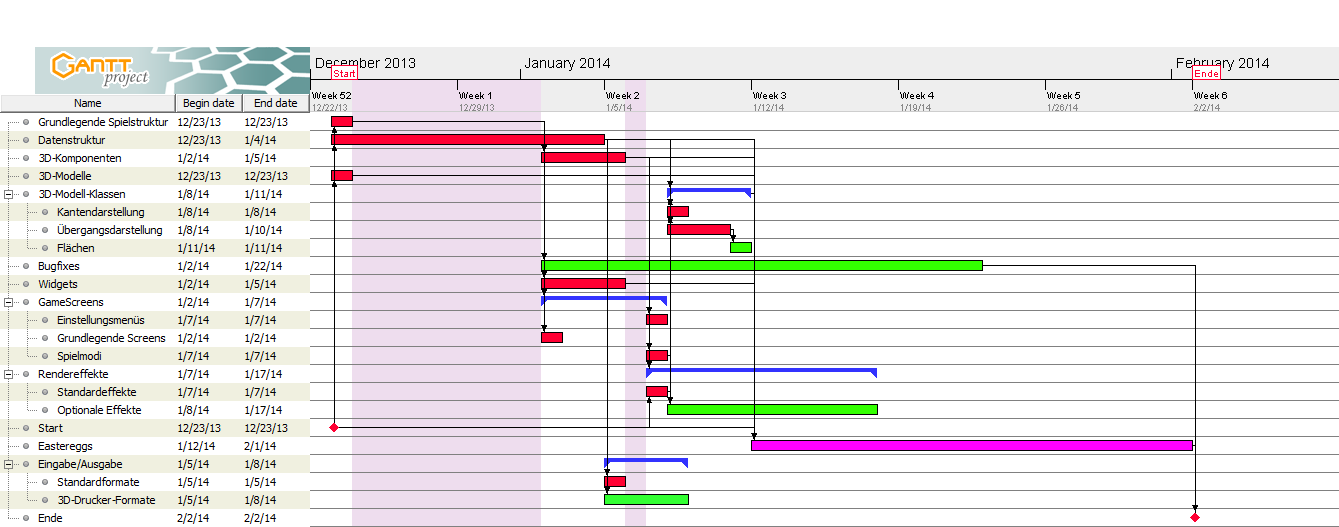 GANTT
project
December 2013
January 2014
February 2014
Start
Ende
Week 52
Week 1
Week 2
Week 3
Week 4
Week 5
Week 6
12/22/13
12/29/13
1/5/14
1/12/14
1/19/14
1/26/14
2/2/14
Name Begin date End date
Grundlegende Spielstruktur 12/23/13 12/23/13
Datenstruktur 12/23/13 1/4/14
3D-Komponenten 1/2/14 1/5/14
3D-Modelle 12/23/13 12/23/13
3D-Modell-Klassen 1/8/14 1/11/14
Kantendarstellung 1/8/14 1/8/14
Übergangsdarstellung 1/8/14 1/10/14
Flächen 1/11/14 1/11/14
Bugfixes 1/2/14 1/22/14
Widgets 1/2/14 1/5/14
GameScreens 1/2/14 1/7/14
Einstellungsmenüs 1/7/14 1/7/14
Grundlegende Screens 1/2/14 1/2/14
Spielmodi 1/7/14 1/7/14
Rendereffekte 1/7/14 1/17/14
Standardeffekte 1/7/14 1/7/14
Optionale Effekte 1/8/14 1/17/14
Start 12/23/13 12/23/13
Eastereggs 1/12/14 2/1/14
Eingabe/Ausgabe 1/5/14 1/8/14
Standardformate 1/5/14 1/5/14
3D-Drucker-Formate 1/5/14 1/8/14
Ende 2/2/14 2/2/14